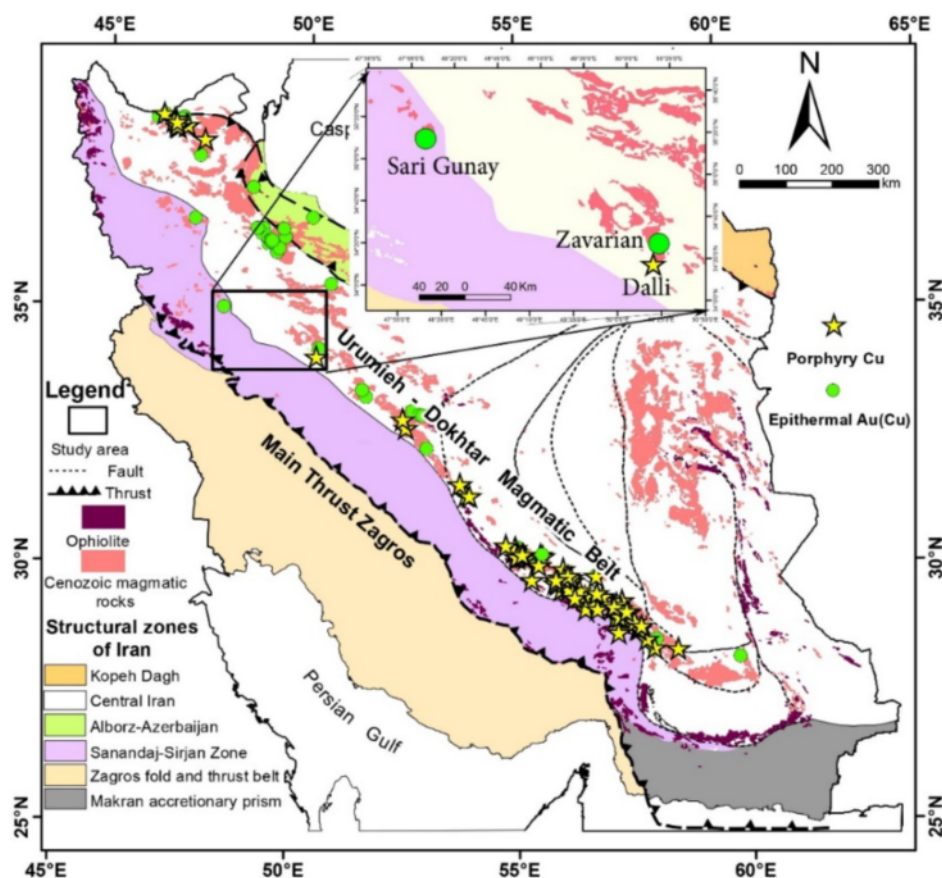 45°E
50°E
55°E
60°E
65°E
N
0 100 200 300
km
Casp
Sari Gunay
Zavarian
Dalli
40 20 0 40 Km
35°N
35°N
Porphyry Cu
Epithermal Au(Cu)
Urumieh - Dokhtar Magmatic Belt
Main Thrust Zagros
Persian Gulf
Legend
Study area
Fault
Thrust
Ophiolite
Cenozoic magmatic
rocks
Structural zones
of Iran
Kopeh Dagh
Central Iran
Alborz-Azerbaijan
Sanandaj-Sirjan Zone
Zagros fold and thrust belt
Makran accretionary prism
30°N
30°N
25°N
25°N
45°E
50°E
55°E
60°E